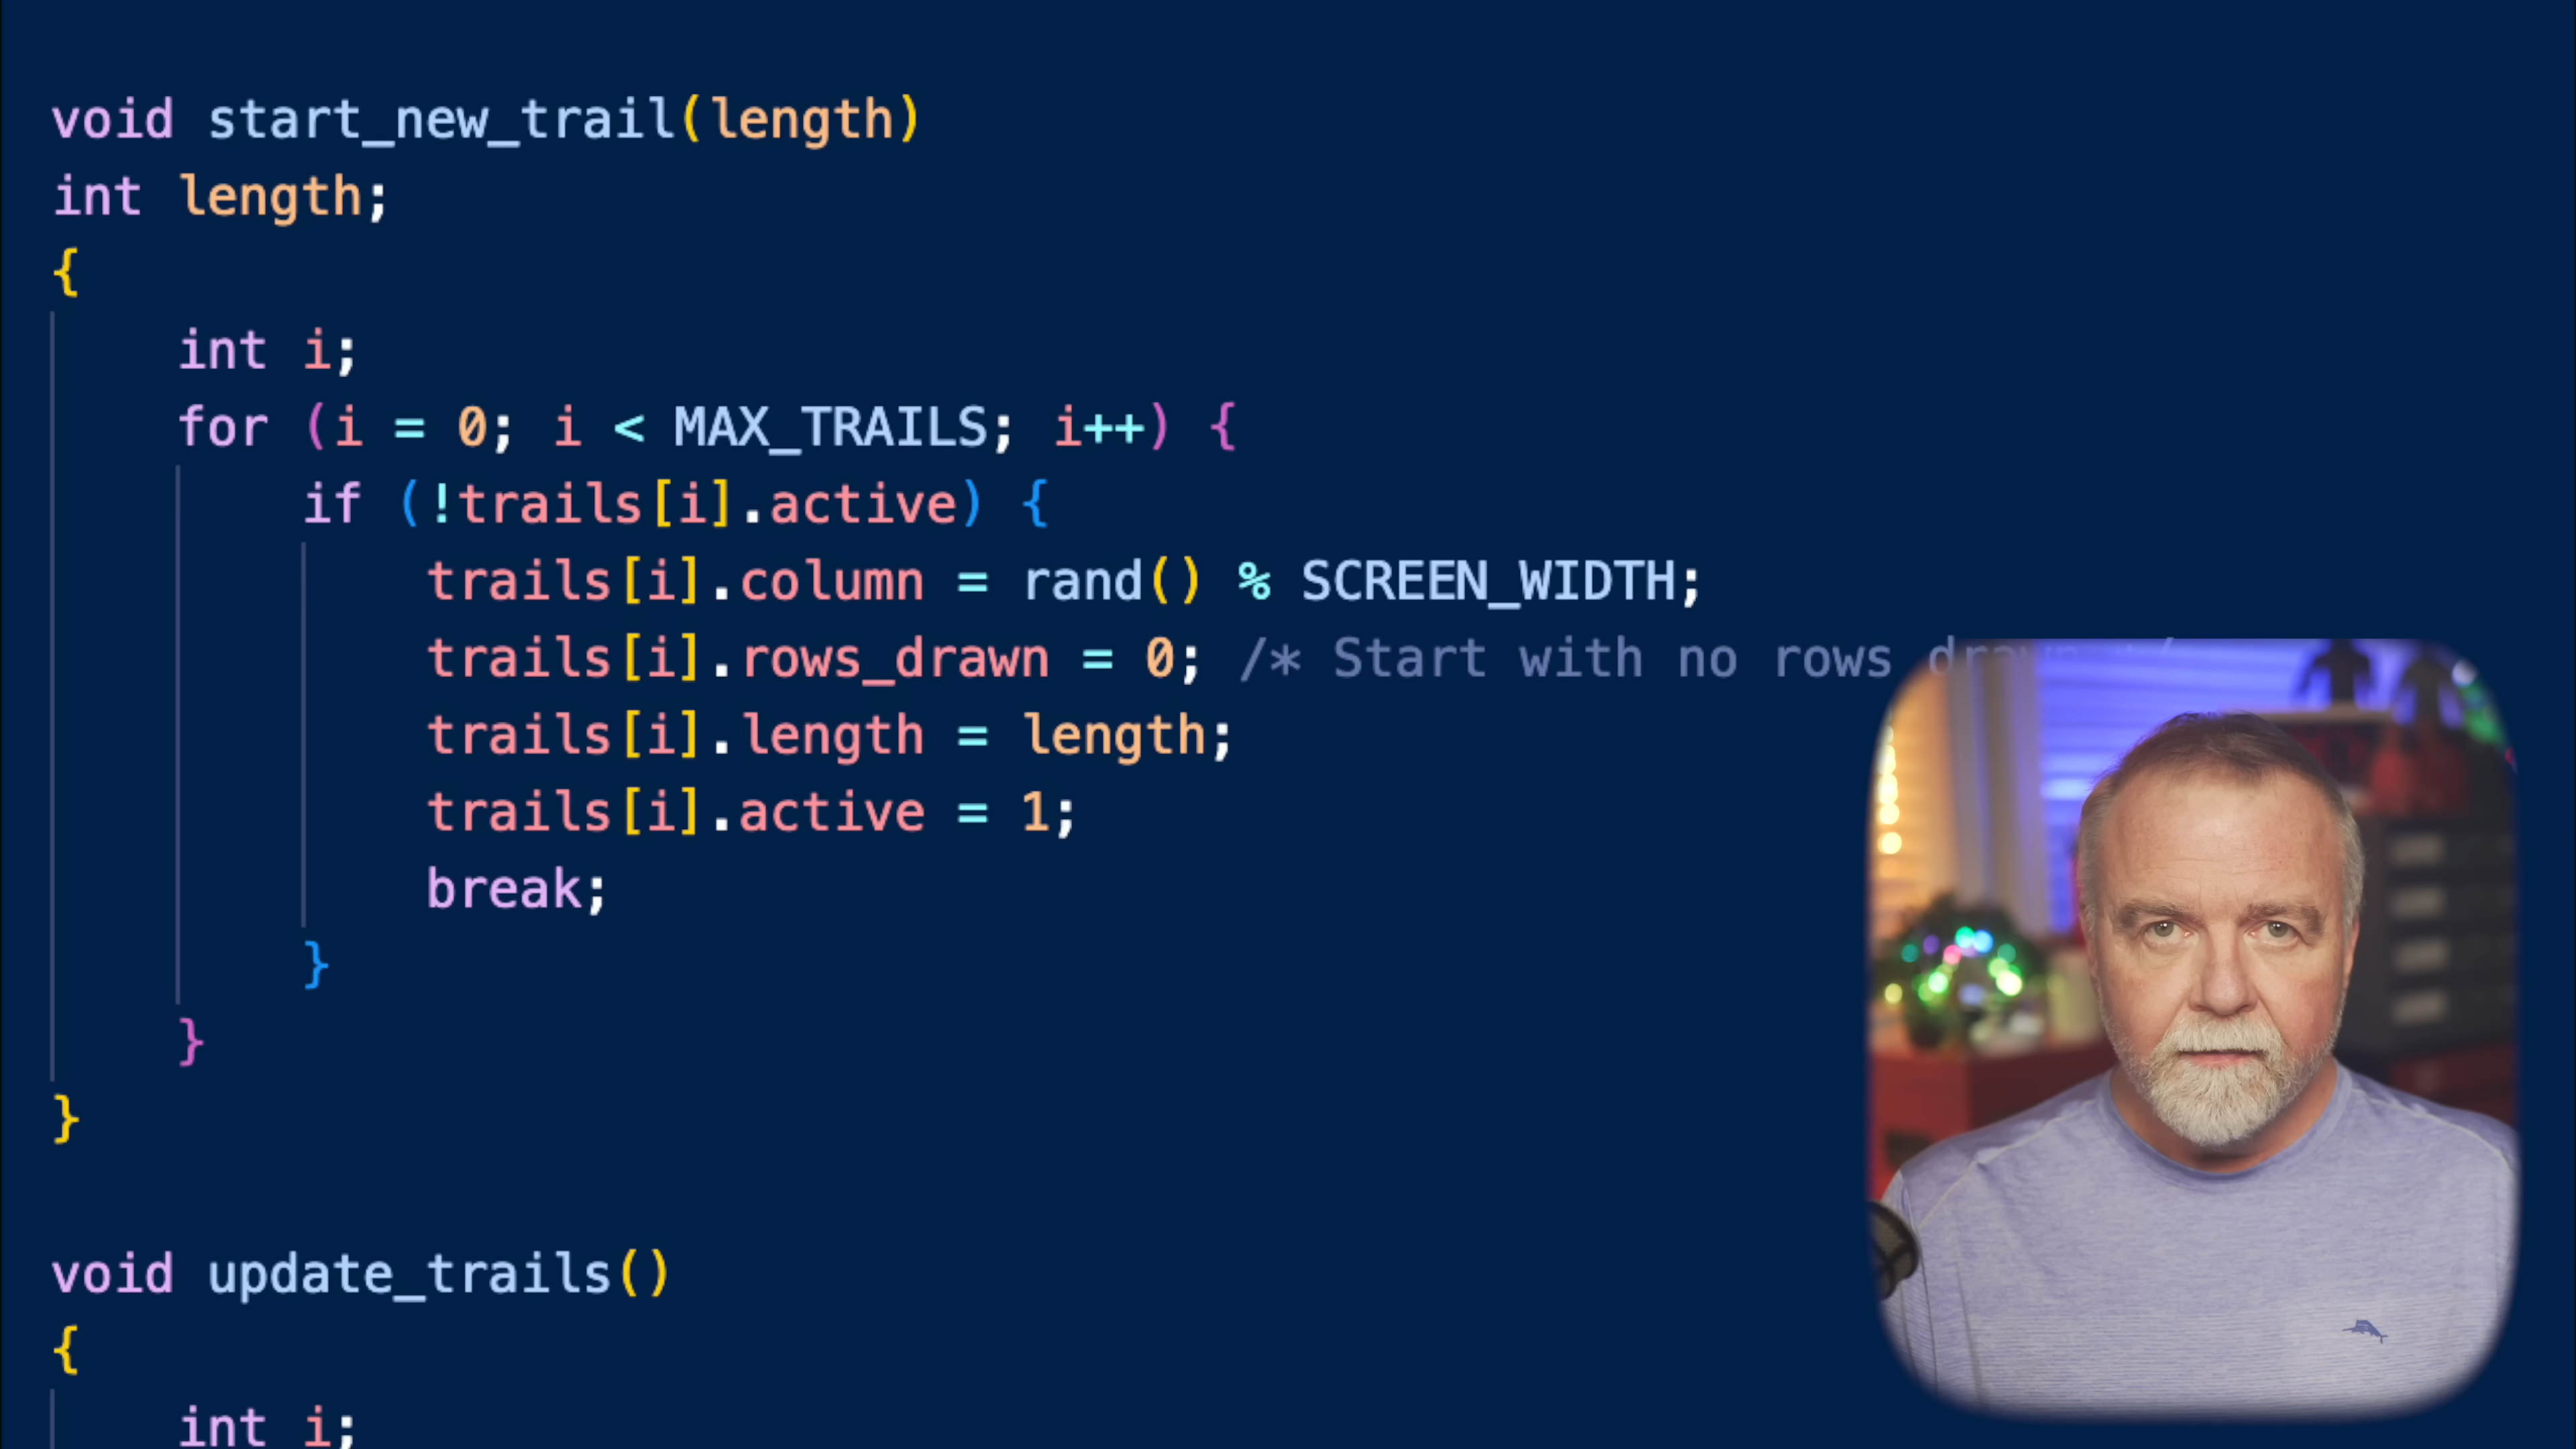 void start_new_trail(length)
int length;
{
    int i;
    for (i = 0; i < MAX_TRAILS; i++) {
        if (!trails[i].active) {
            trails[i].column = rand() % SCREEN_WIDTH;
            trails[i].rows_drawn = 0; /* Start with no rows drawn */
            trails[i].length = length;
            trails[i].active = 1;
            break;
        }
    }
}
void update_trails()
{
    int i;